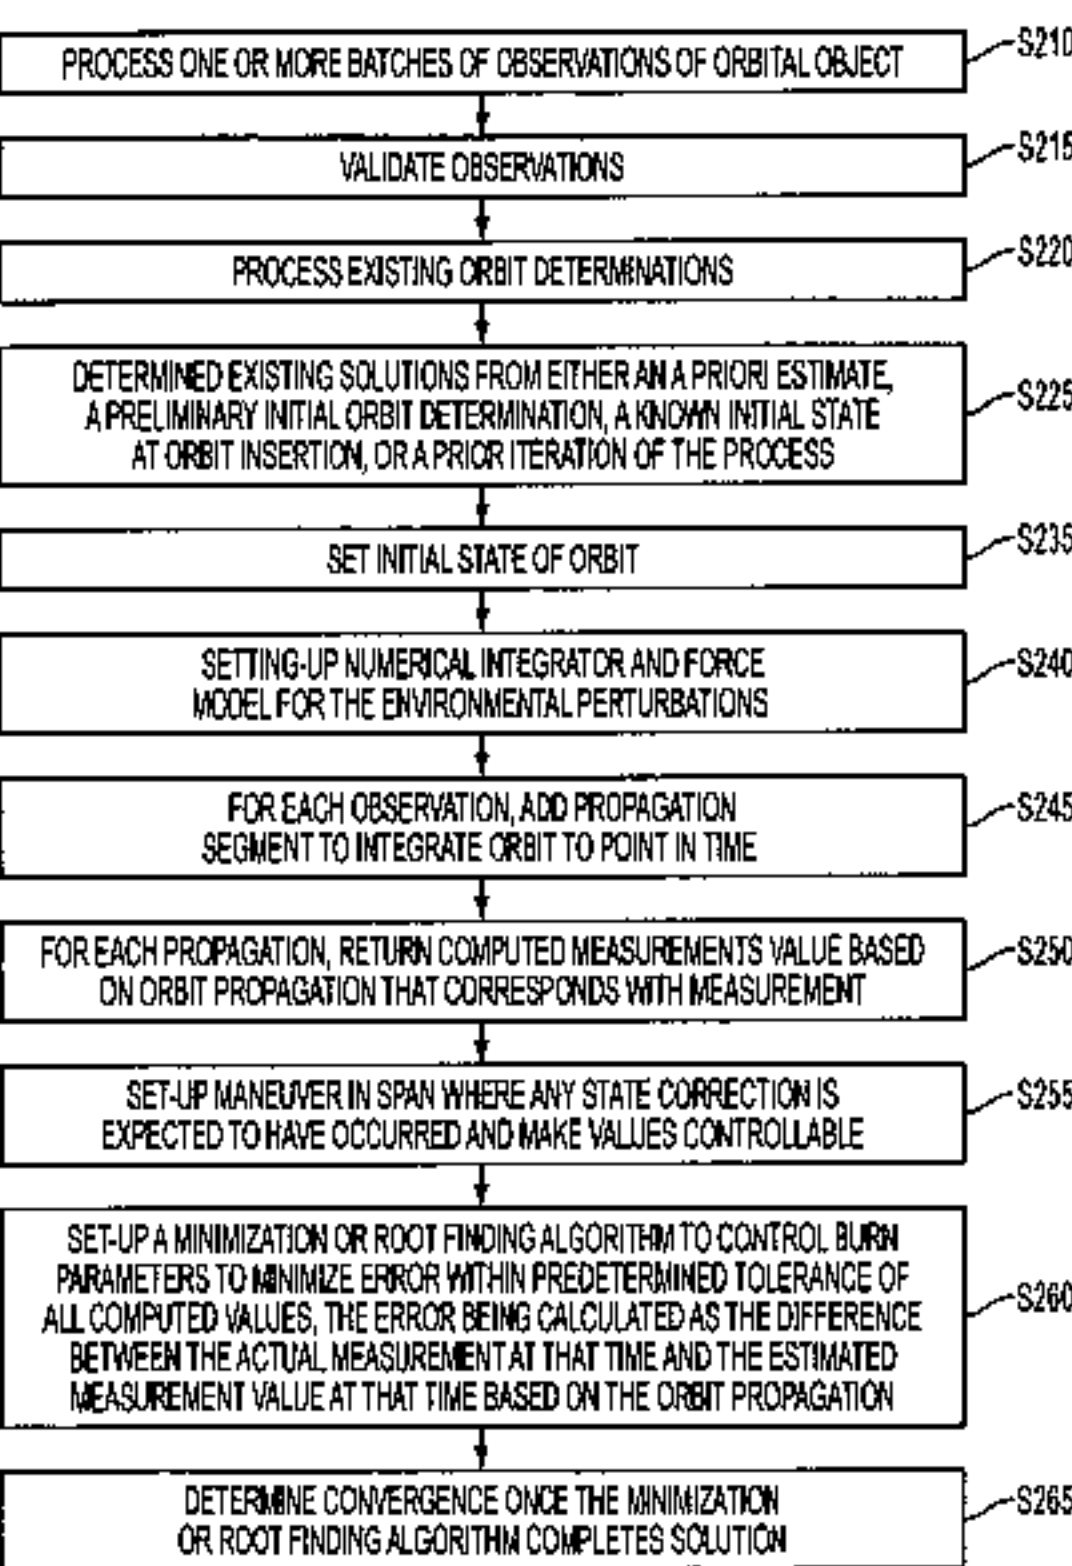 PROCESS ONE OR MORE BATCHES OF OBSERVATIONS OF ORBITAL OBJECT
S210
VALIDATE OBSERVATIONS
S215
PROCESS EXISTING ORBIT DETERMINATIONS
S220
DETERMINED EXISTING SOLUTIONS FROM EITHER AN A PRIORI ESTIMATE,
A PRELIMINARY INITIAL ORBIT DETERMINATION, A KNOWN INITIAL STATE
AT ORBIT INSERTION, OR A PRIOR ITERATION OF THE PROCESS
S225
SET INITIAL STATE OF ORBIT
S235
SETTING-UP NUMERICAL INTEGRATOR AND FORCE
MODEL FOR THE ENVIRONMENTAL PERTURBATIONS
S240
FOR EACH OBSERVATION, ADD PROPAGATION
SEGMENT TO INTEGRATE ORBIT TO POINT IN TIME
S245
FOR EACH PROPAGATION, RETURN COMPUTED MEASUREMENTS VALUE BASED
ON ORBIT PROPAGATION THAT CORRESPONDS WITH MEASUREMENT
S250
SET-UP MANEUVER IN SPAN WHERE ANY STATE CORRECTION IS
EXPECTED TO HAVE OCCURRED AND MAKE VALUES CONTROLLABLE
S255
SET-UP A MINIMIZATION OR ROOT FINDING ALGORITHM TO CONTROL BURN
PARAMETERS TO MINIMIZE ERROR WITHIN PREDETERMINED TOLERANCE OF
ALL COMPUTED VALUES, THE ERROR BEING CALCULATED AS THE DIFFERENCE
BETWEEN THE ACTUAL MEASUREMENT AT THAT TIME AND THE ESTIMATED
MEASUREMENT VALUE AT THAT TIME BASED ON THE ORBIT PROPAGATION
S260
DETERMINE CONVERGENCE ONCE THE MINIMIZATION
OR ROOT FINDING ALGORITHM COMPLETES SOLUTION
S265